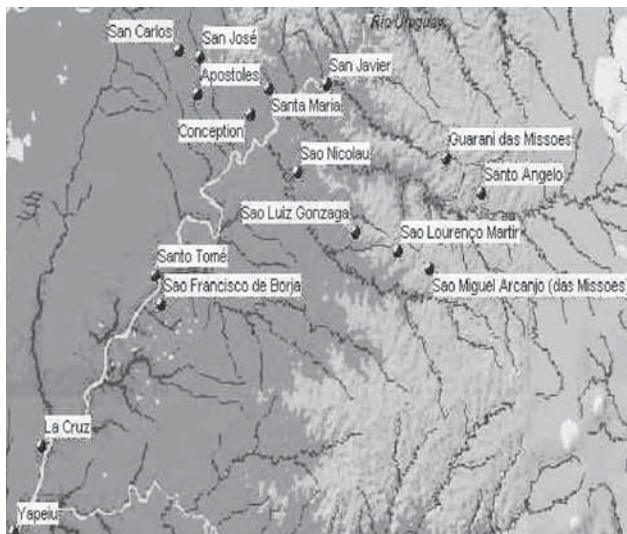 Rio Uruguay
San Carlos
San José
Apostoles
San Javier
Santa Maria
Conception
Guarani das Missoes
Sao Nicolau
Santo Angelo
Sao Luiz Gonzaga
Sao Lourenço Martir
Santo Tomé
Sao Miguel Arcanjo (das Missoes)
Sao Francisco de Borja
La Cruz
Yapeiu